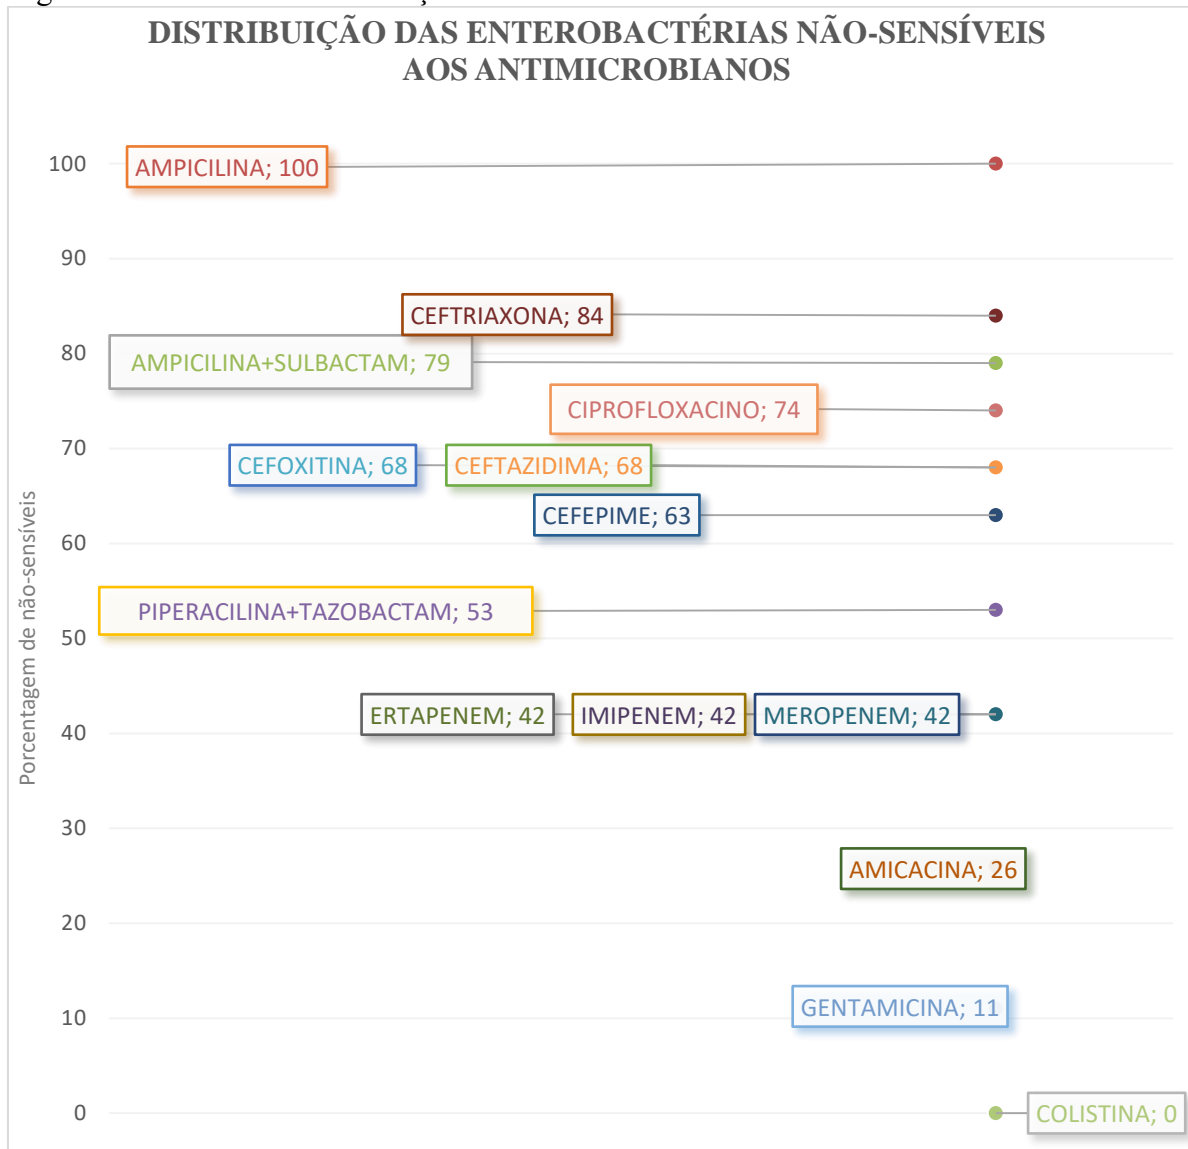 DISTRIBUIÇÃO DAS ENTEROBACTÉRIAS NÃO-SENSÍVEIS
AOS ANTIMICROBIANOS
100
AMPICILINA; 100
90
CEFTRIAXONA; 84
80
AMPICILINA+SULBACTAM; 79
CIPROFLOXACINO; 74
70
CEFOXITINA; 68
CEFTAZIDIMA; 68
CEFEPIME; 63
60
PIPERACILINA+TAZOBACTAM; 53
50
ERTAPENEM; 42
IMIPENEM; 42
MEROPENEM; 42
40
30
AMICACINA; 26
20
GENTAMICINA; 11
10
0
COLISTINA; 0
Porcentagem de não-sensíveis